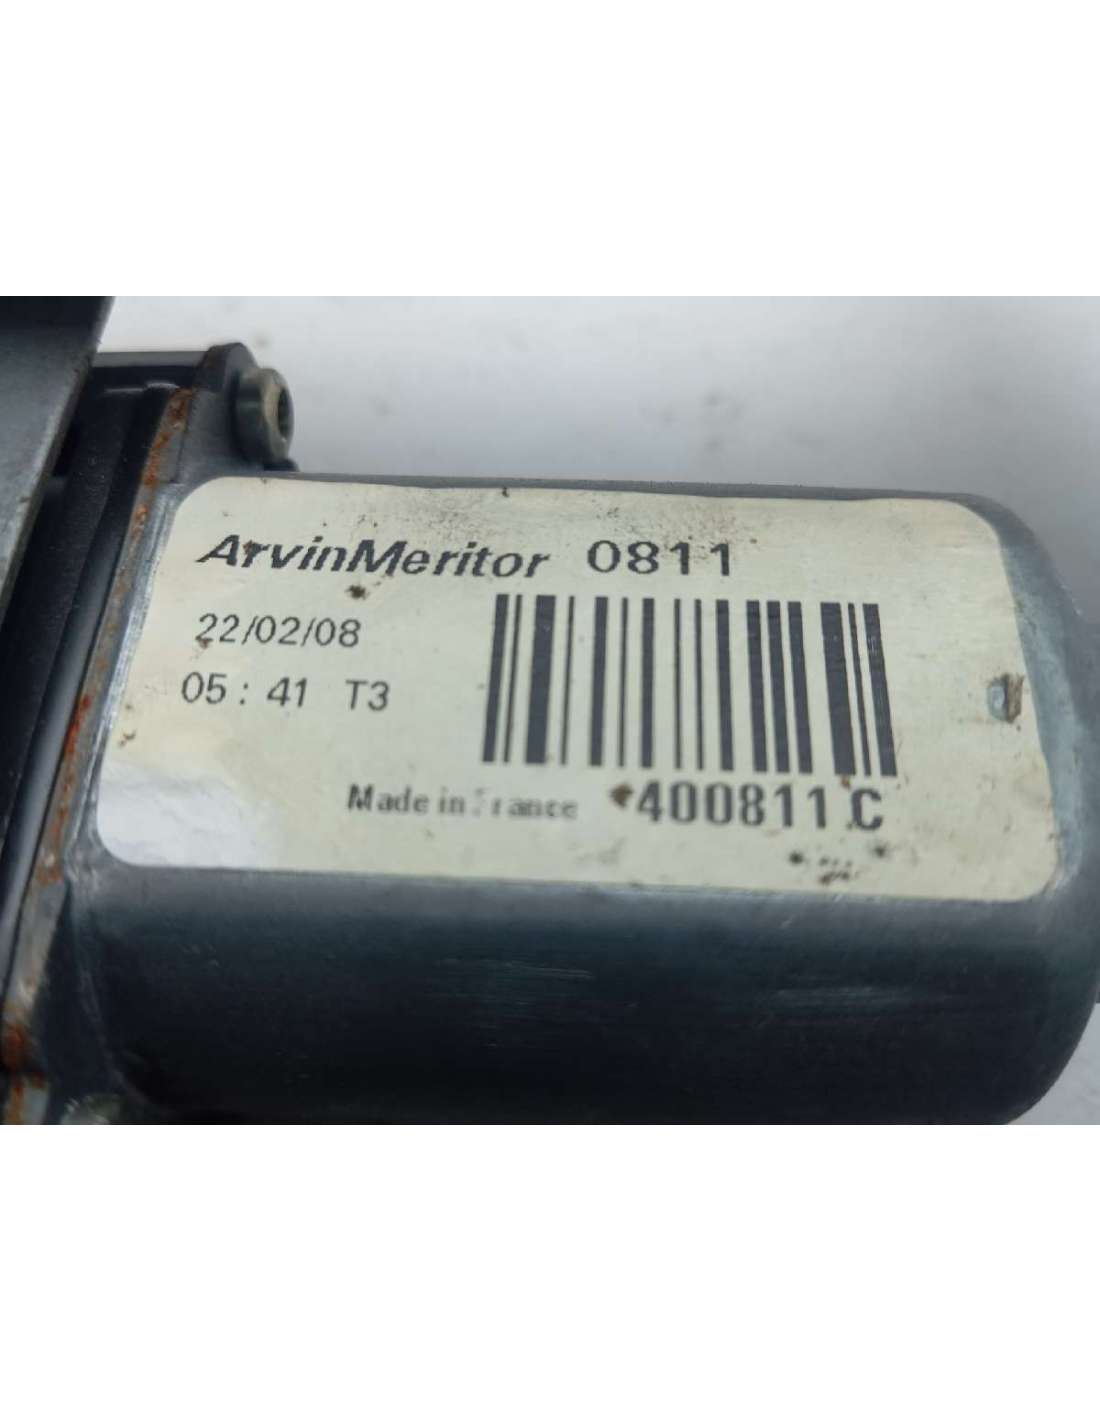 ArvinMeritor 0811
22/02/08
05 : 41 T3
Made in France 400811 C